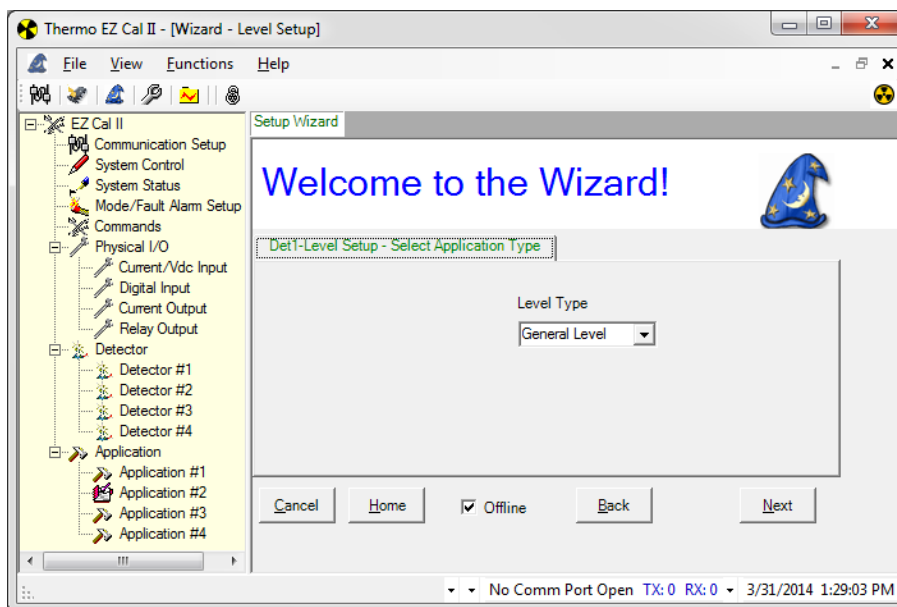 Thermo EZ Cal II - [Wizard - Level Setup]
File View Functions Help
EZ Cal II
Communication Setup
System Control
System Status
Mode/Fault Alarm Setup
Commands
Physical I/O
Current/Vdc Input
Digital Input
Current Output
Relay Output
Detector
Detector #1
Detector #2
Detector #3
Detector #4
Application
Application #1
Application #2
Application #3
Application #4
Setup Wizard
Welcome to the Wizard!
Det1-Level Setup - Select Application Type
Level Type
General Level
Cancel Home Offline Back Next
No Comm Port Open TX: 0 RX: 0 3/31/2014 1:29:03 PM